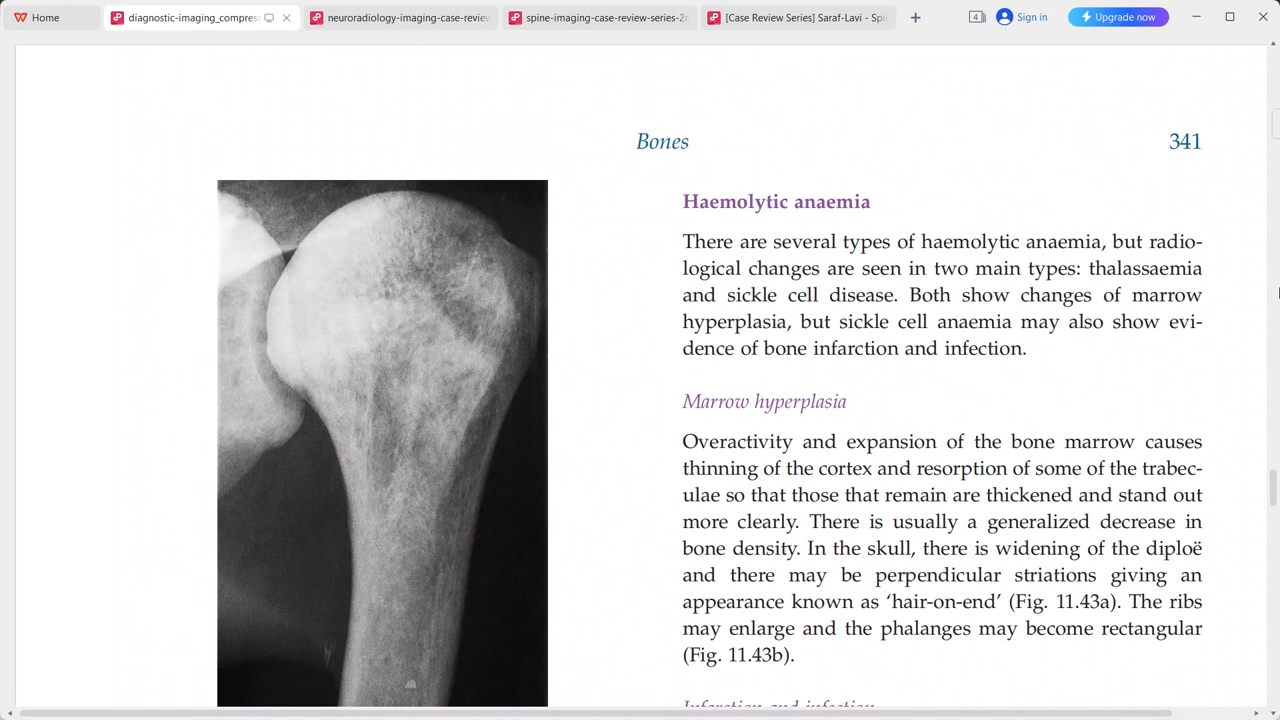 Home
diagnostic-imaging_compress
neuroradiology-imaging-case-review
spine-imaging-case-review-series-2
[Case Review Series] Saraf-Lavi - Spi
4
Sign in
Upgrade now
Bones
341
Haemolytic anaemia
There are several types of haemolytic anaemia, but radio-
logical changes are seen in two main types: thalassaemia
and sickle cell disease. Both show changes of marrow
hyperplasia, but sickle cell anaemia may also show evi-
dence of bone infarction and infection.
Marrow hyperplasia
Overactivity and expansion of the bone marrow causes
thinning of the cortex and resorption of some of the trabec-
ulae so that those that remain are thickened and stand out
more clearly. There is usually a generalized decrease in
bone density. In the skull, there is widening of the diploë
and there may be perpendicular striations giving an
appearance known as ‘hair-on-end’ (Fig. 11.43a). The ribs
may enlarge and the phalanges may become rectangular
(Fig. 11.43b).
Infarction and infection